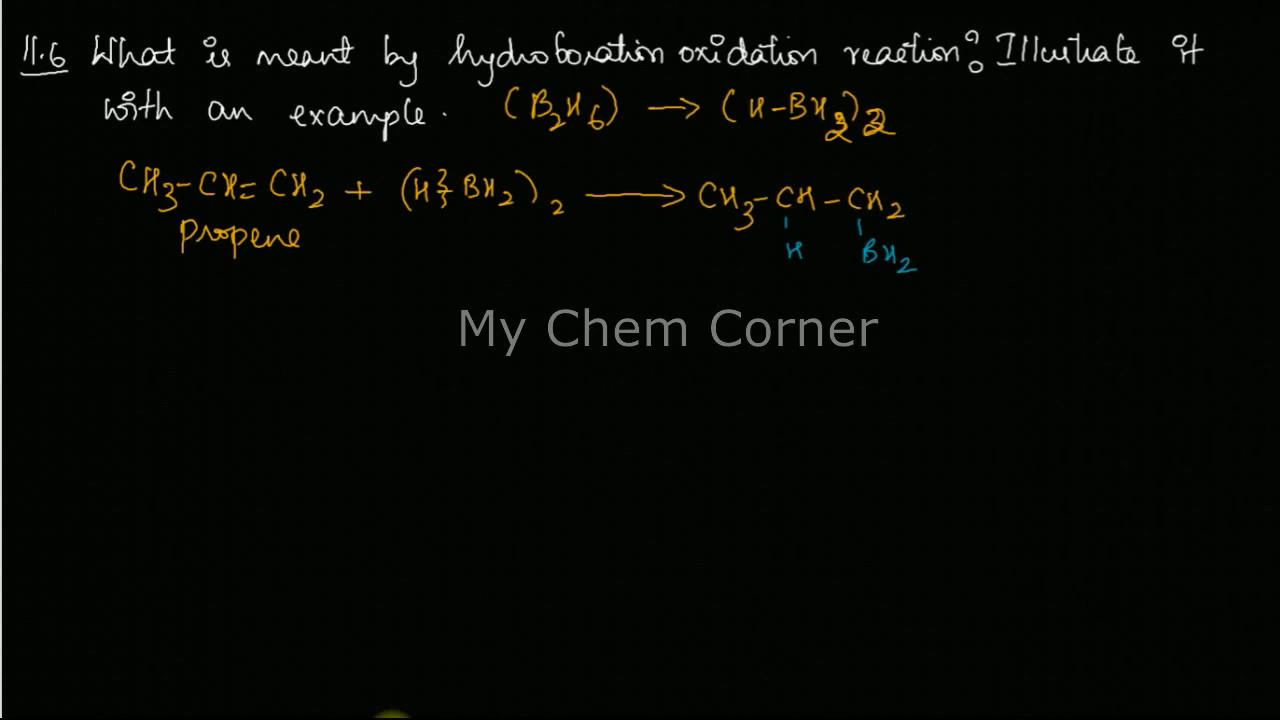 11.6 What is meant by hydroboration oxidation reaction? Illustrate it
with an example. (B₂H₆) → (H-BH₂)₂
CH₃-CH=CH₂ + (H BH₂)₂ → CH₃-CH-CH₂
Propene
H BH₂
My Chem Corner